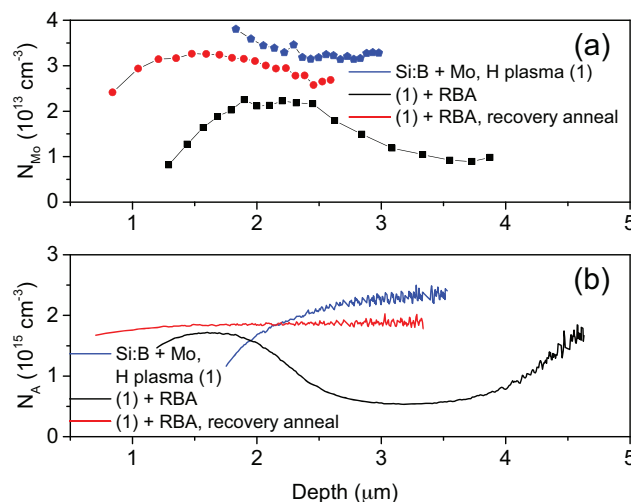 4
3
2
1
0
N_Mo (10^13 cm^-3)
(a)
Si:B + Mo, H plasma (1)
(1) + RBA
(1) + RBA, recovery anneal
1
2
3
4
5
3
2
1
0
N_A (10^15 cm^-3)
(b)
Si:B + Mo,
H plasma (1)
(1) + RBA
(1) + RBA, recovery anneal
1
2
3
4
5
Depth (μm)